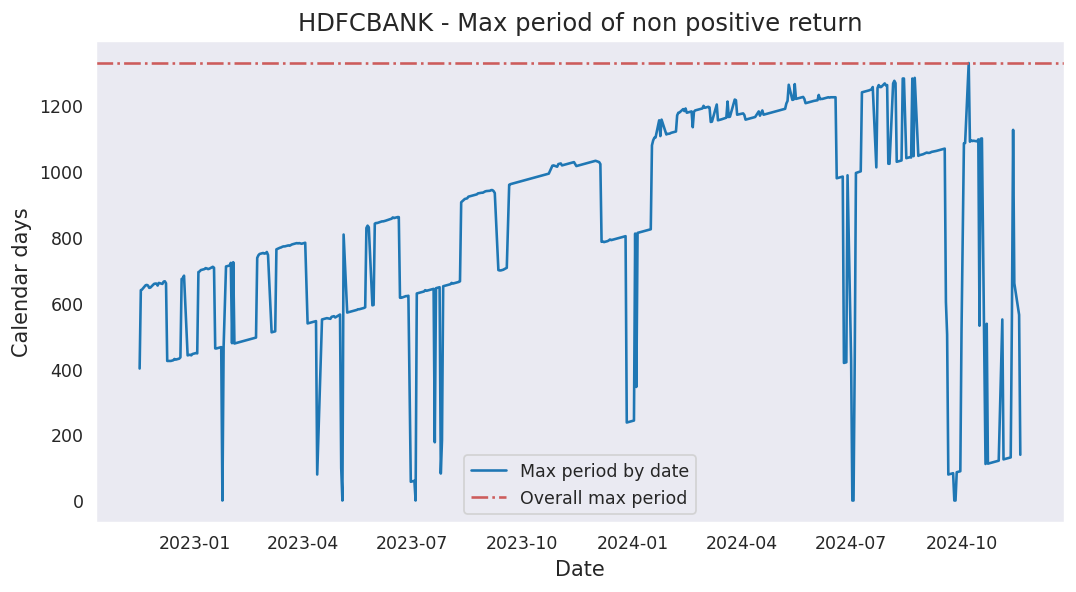 HDFCBANK - Max period of non positive return
Calendar days
1200
1000
800
600
400
200
0
Max period by date
Overall max period
2023-01 2023-04 2023-07 2023-10 2024-01 2024-04 2024-07 2024-10
Date